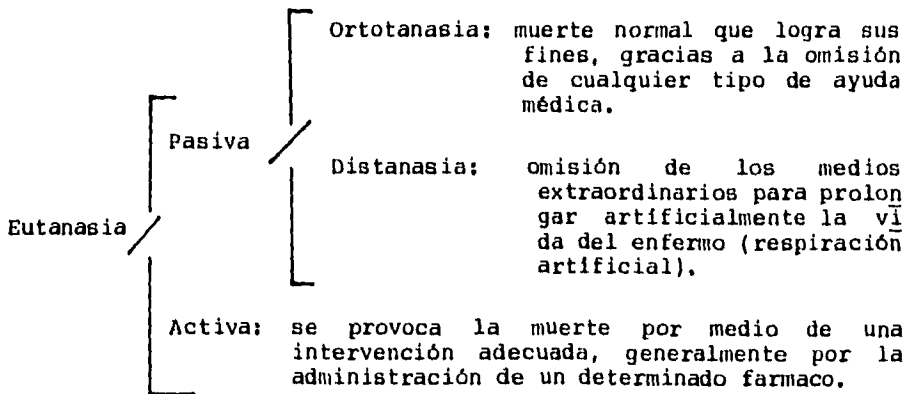 Ortotanasia: muerte normal que logra sus
fines, gracias a la omisión
de cualquier tipo de ayuda
médica.
Pasiva
Distanasia: omisión de los medios
extraordinarios para prolon
gar artificialmente la vi
da del enfermo (respiración
artificial).
Eutanasia
Activa: se provoca la muerte por medio de una
intervención adecuada, generalmente por la
administración de un determinado farmaco.